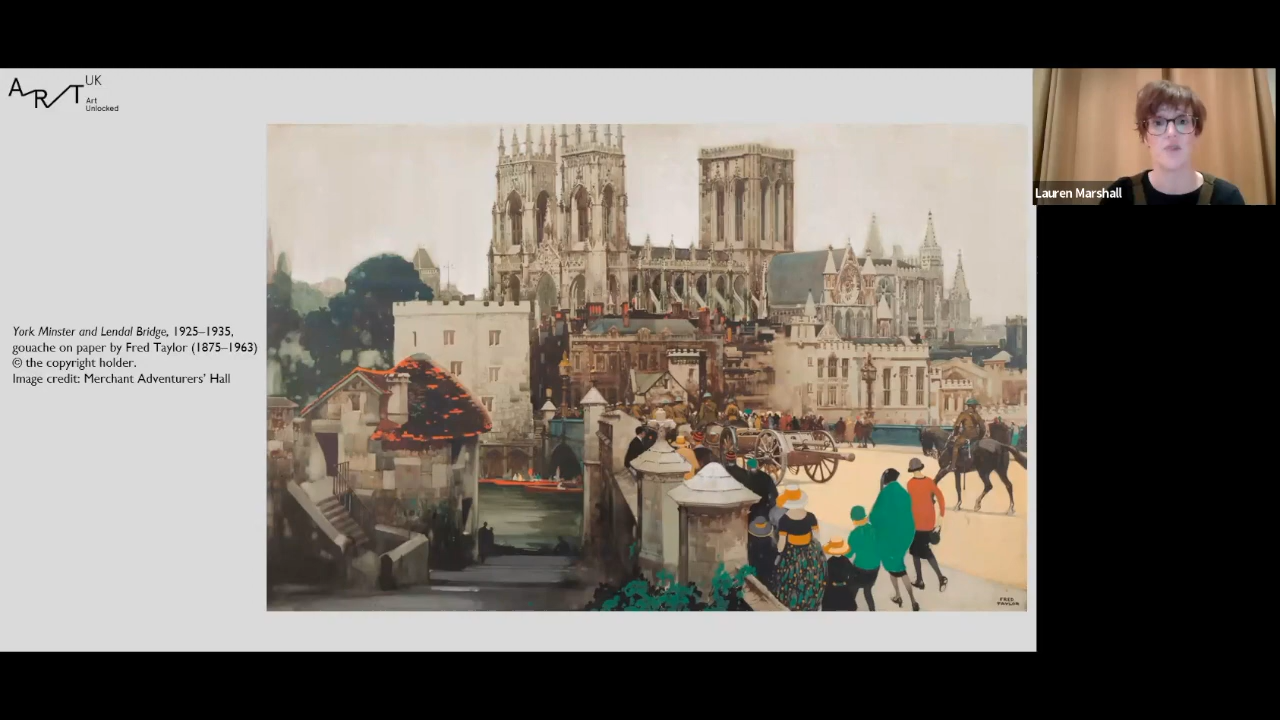 ART UK
Art
Unlocked
Lauren Marshall
York Minster and Lendal Bridge, 1925–1935,
gouache on paper by Fred Taylor (1875–1963)
© the copyright holder.
Image credit: Merchant Adventurers' Hall
FRED
TAYLOR